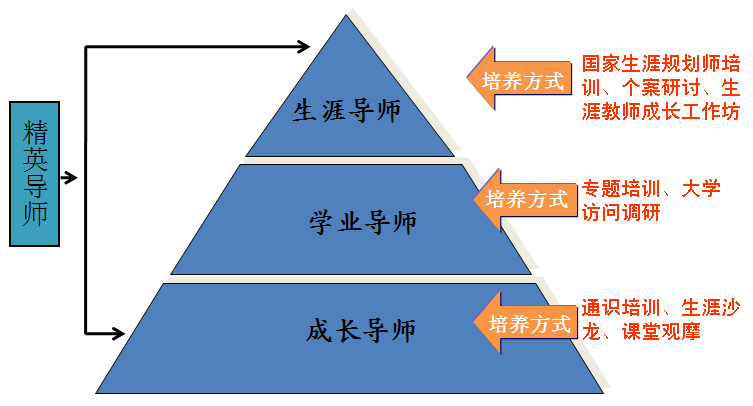 精英导师
生涯导师
培养方式
国家生涯规划师培
训、个案研讨、生
涯教师成长工作坊
学业导师
培养方式
专题培训、大学
访问调研
成长导师
培养方式
通识培训、生涯沙
龙、课堂观摩